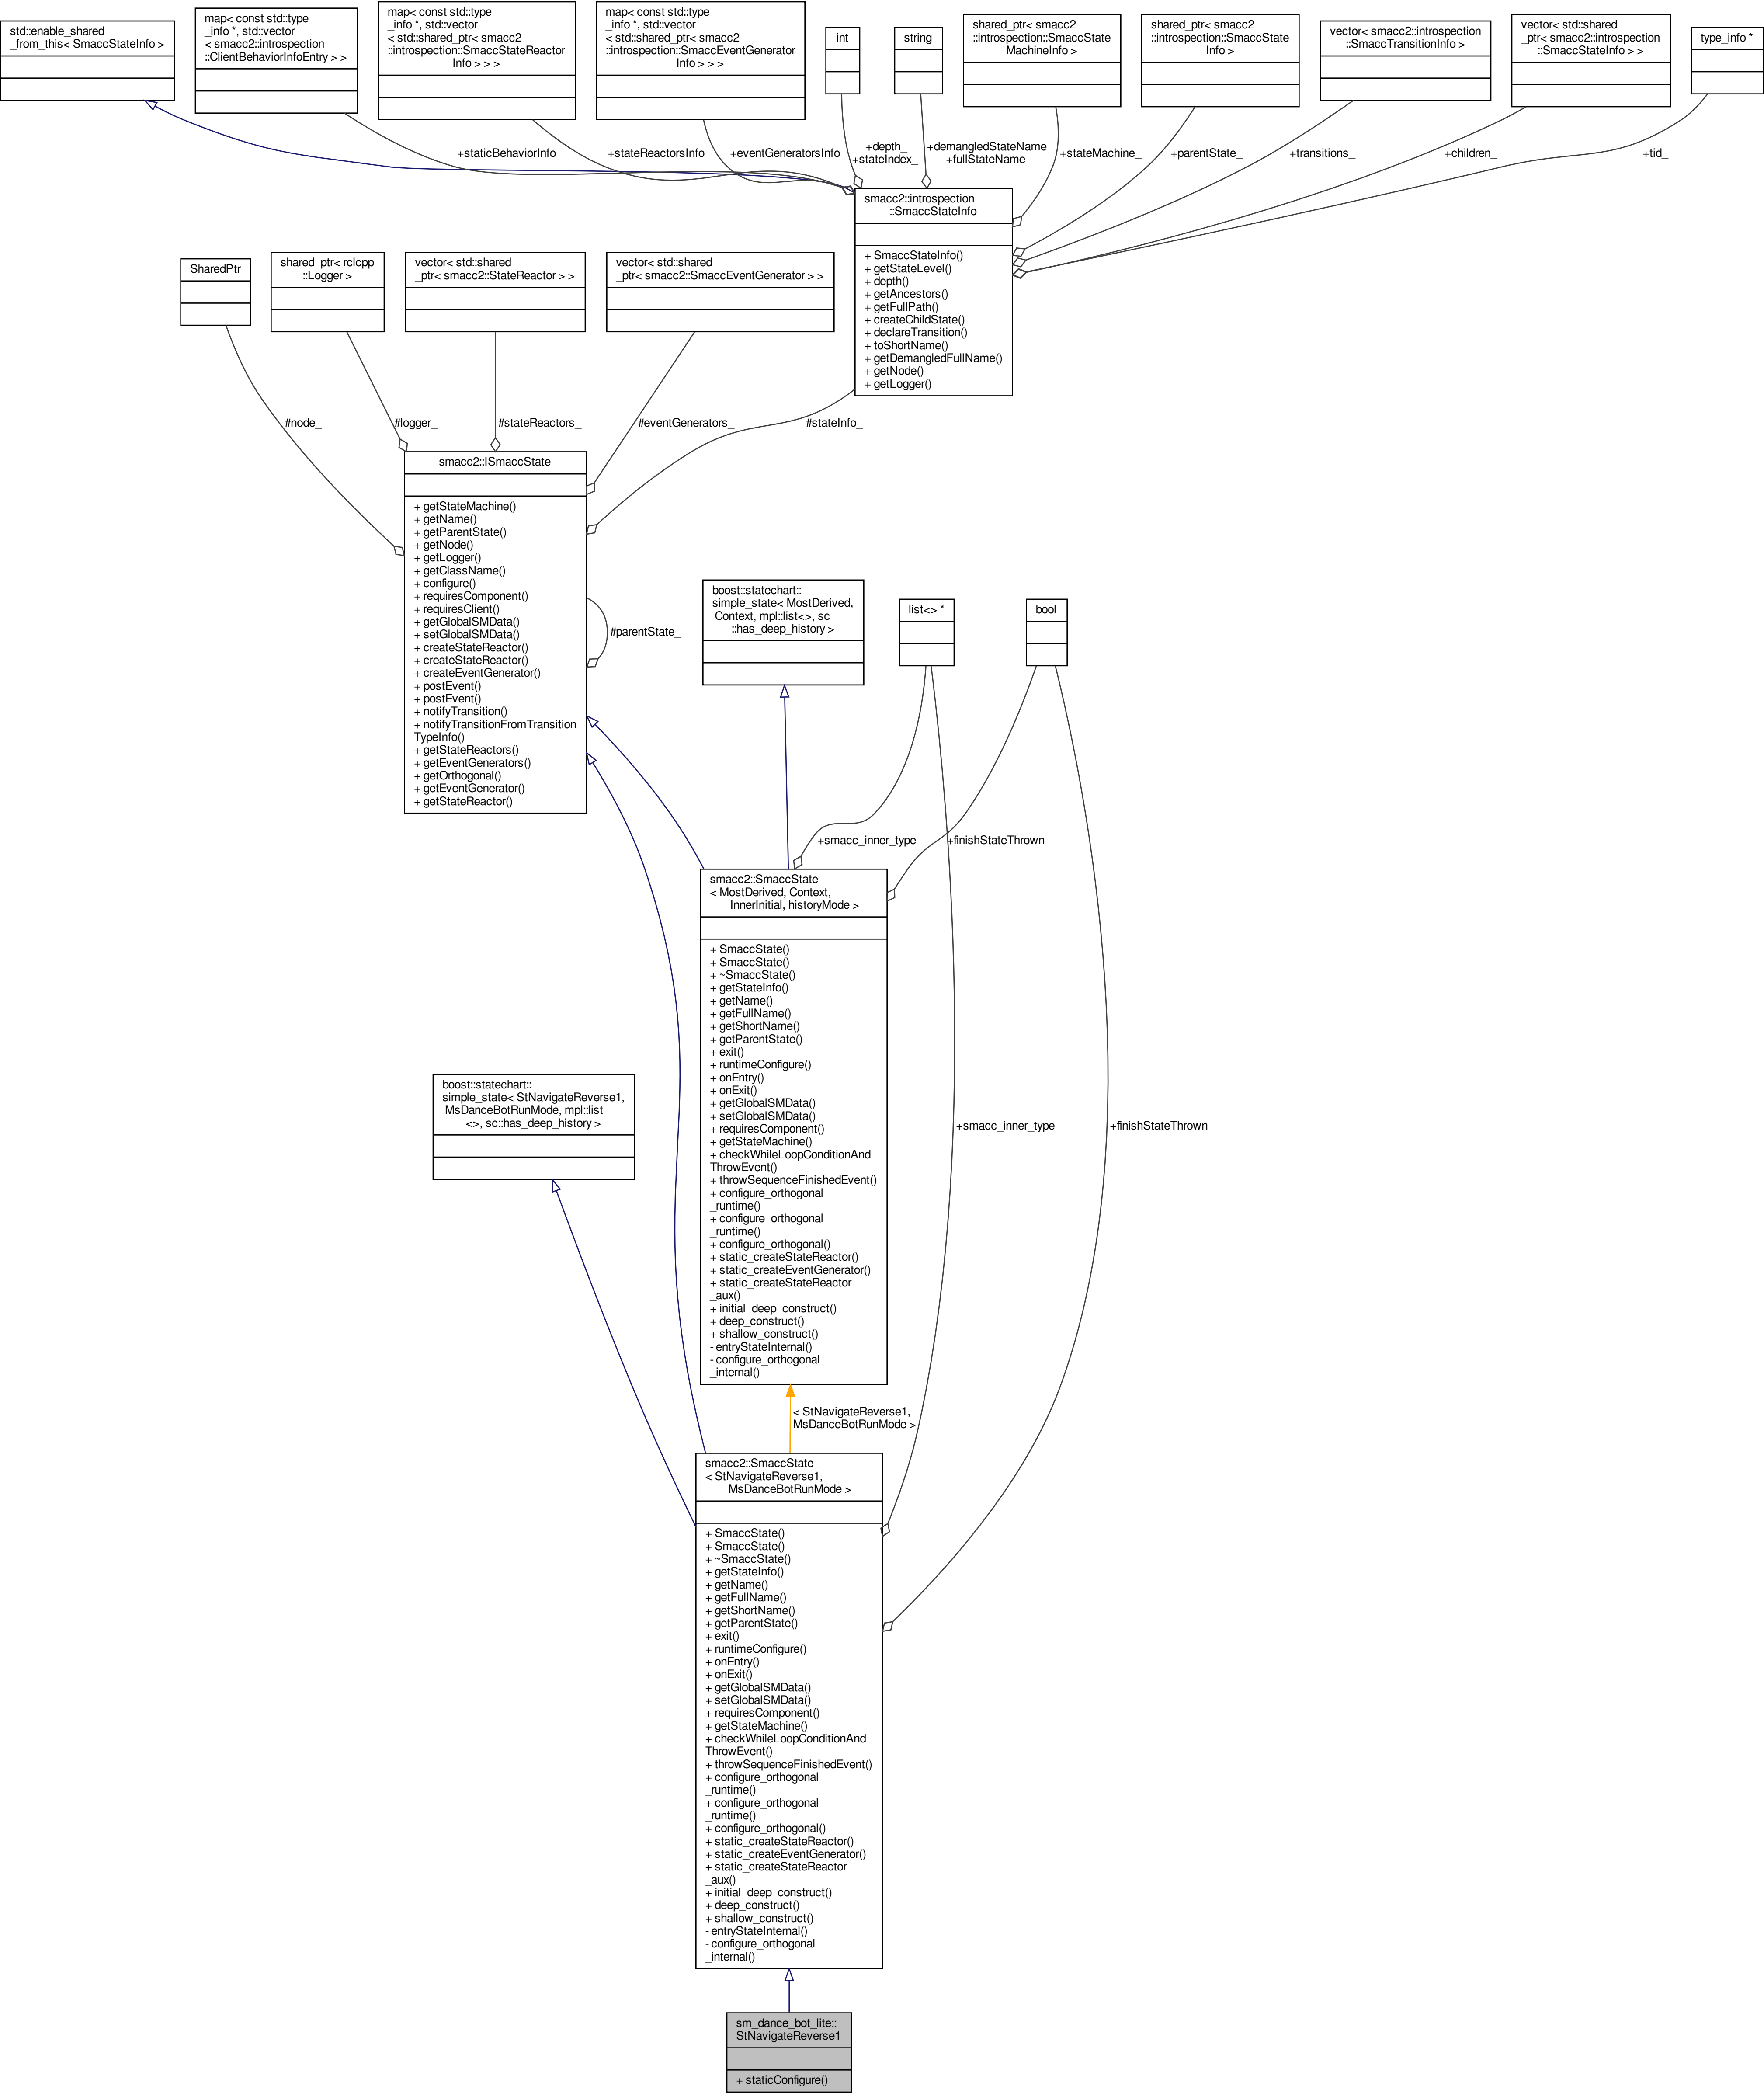 std::enable_shared
_from_this< SmaccStateInfo >
map< const std::type
_info *, std::vector
< smacc2::introspection
::ClientBehaviorInfoEntry > >
map< const std::type
_info *, std::vector
< std::shared_ptr< smacc2
::introspection::SmaccStateReactor
Info > > >
map< const std::type
_info *, std::vector
< std::shared_ptr< smacc2
::introspection::SmaccEventGenerator
Info > > >
int
string
shared_ptr< smacc2
::introspection::SmaccState
MachineInfo >
shared_ptr< smacc2
::introspection::SmaccState
Info >
vector< smacc2::introspection
::SmaccTransitionInfo >
vector< std::shared
_ptr< smacc2::introspection
::SmaccStateInfo > >
type_info *
+staticBehaviorInfo
+stateReactorsInfo
+eventGeneratorsInfo
+depth_
+stateIndex_
+demangledStateName
+fullStateName
+stateMachine_
+parentState_
+transitions_
+children_
+tid_
smacc2::introspection
::SmaccStateInfo
+ SmaccStateInfo()
+ getStateLevel()
+ depth()
+ getAncestors()
+ getFullPath()
+ createChildState()
+ declareTransition()
+ toShortName()
+ getDemangledFullName()
+ getNode()
+ getLogger()
SharedPtr
shared_ptr< rclcpp
::Logger >
vector< std::shared
_ptr< smacc2::StateReactor > >
vector< std::shared
_ptr< smacc2::SmaccEventGenerator > >
#node_
#logger_
#stateReactors_
#eventGenerators_
#stateInfo_
smacc2::ISmaccState
+ getStateMachine()
+ getName()
+ getParentState()
+ getNode()
+ getLogger()
+ getClassName()
+ configure()
+ requiresComponent()
+ requiresClient()
+ getGlobalSMData()
+ setGlobalSMData()
+ createStateReactor()
+ createStateReactor()
+ createEventGenerator()
+ postEvent()
+ postEvent()
+ notifyTransition()
+ notifyTransitionFromTransition
TypeInfo()
+ getStateReactors()
+ getEventGenerators()
+ getOrthogonal()
+ getEventGenerator()
+ getStateReactor()
#parentState_
boost::statechart::
simple_state< MostDerived,
Context, mpl::list<>, sc
::has_deep_history >
list<> *
bool
+smacc_inner_type
+finishStateThrown
smacc2::SmaccState
< MostDerived, Context,
InnerInitial, historyMode >
+ SmaccState()
+ SmaccState()
+ ~SmaccState()
+ getStateInfo()
+ getName()
+ getFullName()
+ getShortName()
+ getParentState()
+ exit()
+ runtimeConfigure()
+ onEntry()
+ onExit()
+ getGlobalSMData()
+ setGlobalSMData()
+ requiresComponent()
+ getStateMachine()
+ checkWhileLoopConditionAnd
ThrowEvent()
+ throwSequenceFinishedEvent()
+ configure_orthogonal
_runtime()
+ configure_orthogonal
_runtime()
+ configure_orthogonal()
+ static_createStateReactor()
+ static_createEventGenerator()
+ static_createStateReactor
_aux()
+ initial_deep_construct()
+ deep_construct()
+ shallow_construct()
- entryStateInternal()
- configure_orthogonal
_internal()
boost::statechart::
simple_state< StNavigateReverse1,
MsDanceBotRunMode, mpl::list
<>, sc::has_deep_history >
+smacc_inner_type
+finishStateThrown
< StNavigateReverse1,
MsDanceBotRunMode >
smacc2::SmaccState
< StNavigateReverse1,
MsDanceBotRunMode >
+ SmaccState()
+ SmaccState()
+ ~SmaccState()
+ getStateInfo()
+ getName()
+ getFullName()
+ getShortName()
+ getParentState()
+ exit()
+ runtimeConfigure()
+ onEntry()
+ onExit()
+ getGlobalSMData()
+ setGlobalSMData()
+ requiresComponent()
+ getStateMachine()
+ checkWhileLoopConditionAnd
ThrowEvent()
+ throwSequenceFinishedEvent()
+ configure_orthogonal
_runtime()
+ configure_orthogonal
_runtime()
+ configure_orthogonal()
+ static_createStateReactor()
+ static_createEventGenerator()
+ static_createStateReactor
_aux()
+ initial_deep_construct()
+ deep_construct()
+ shallow_construct()
- entryStateInternal()
- configure_orthogonal
_internal()
sm_dance_bot_lite::
StNavigateReverse1
+ staticConfigure()